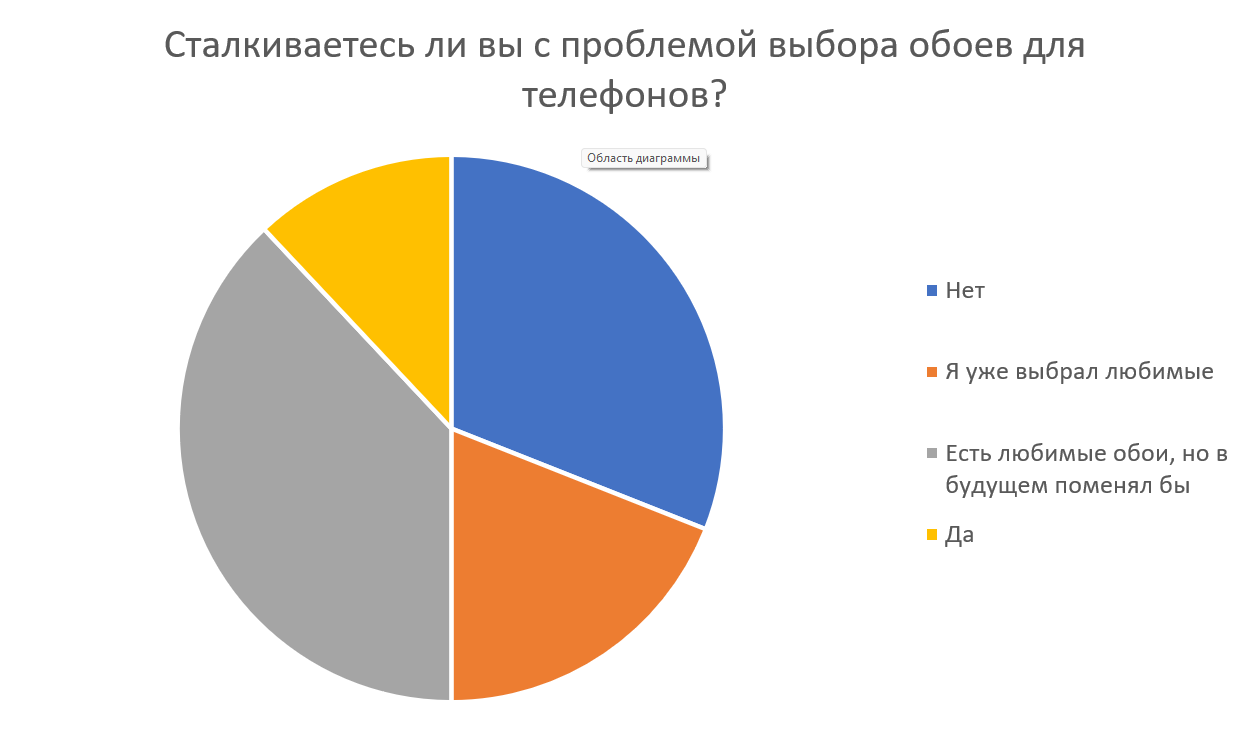 Сталкиваетесь ли вы с проблемой выбора обоев для
телефонов?
Область диаграммы
Нет
Я уже выбрал любимые
Есть любимые обои, но в
будущем поменял бы
Да